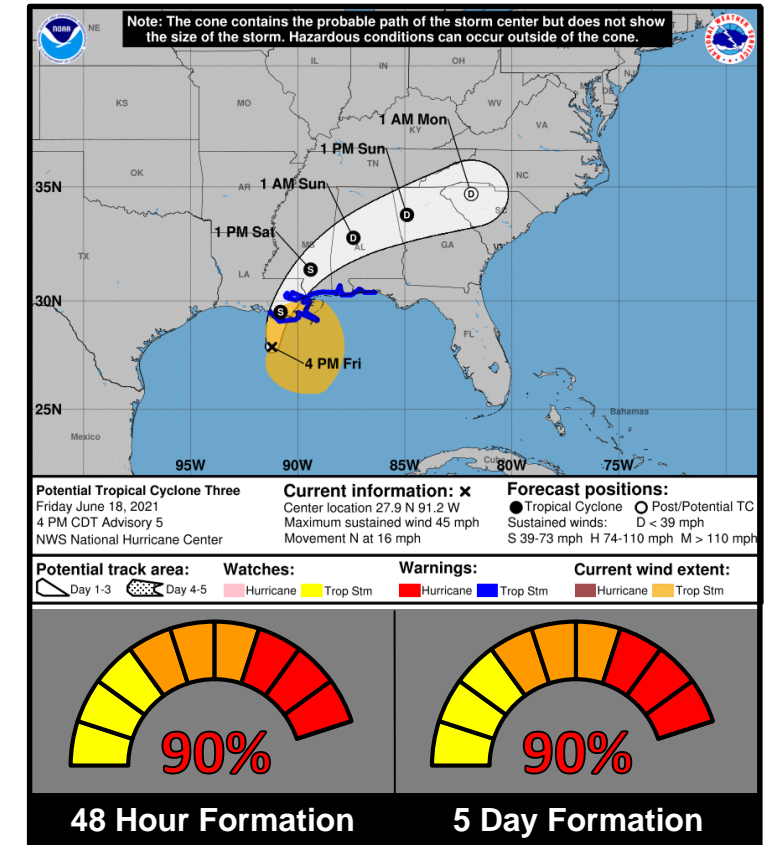 Note: The cone contains the probable path of the storm center but does not show
the size of the storm. Hazardous conditions can occur outside of the cone.
NOAA
NATIONAL WEATHER SERVICE
NE
IL
IN
OH
NJ
DE
KS
MO
WV
VA
KY
1 AM Mon
1 PM Sun
TN
OK
AR
NC
35N
1 AM Sun
D
SC
D
1 PM Sat
D
MS
AL
GA
TX
LA
S
30N
S
FL
4 PM Fri
25N
Bahamas
Mexico
Cuba
95W
90W
85W
80W
75W
Potential Tropical Cyclone Three
Friday June 18, 2021
4 PM CDT Advisory 5
NWS National Hurricane Center
Current information: x
Center location 27.9 N 91.2 W
Maximum sustained wind 45 mph
Movement N at 16 mph
Forecast positions:
Tropical Cyclone Post/Potential TC
Sustained winds: D < 39 mph
S 39-73 mph H 74-110 mph M > 110 mph
Potential track area:
Day 1-3 Day 4-5
Watches:
Hurricane Trop Stm
Warnings:
Hurricane Trop Stm
Current wind extent:
Hurricane Trop Stm
90%
90%
48 Hour Formation
5 Day Formation